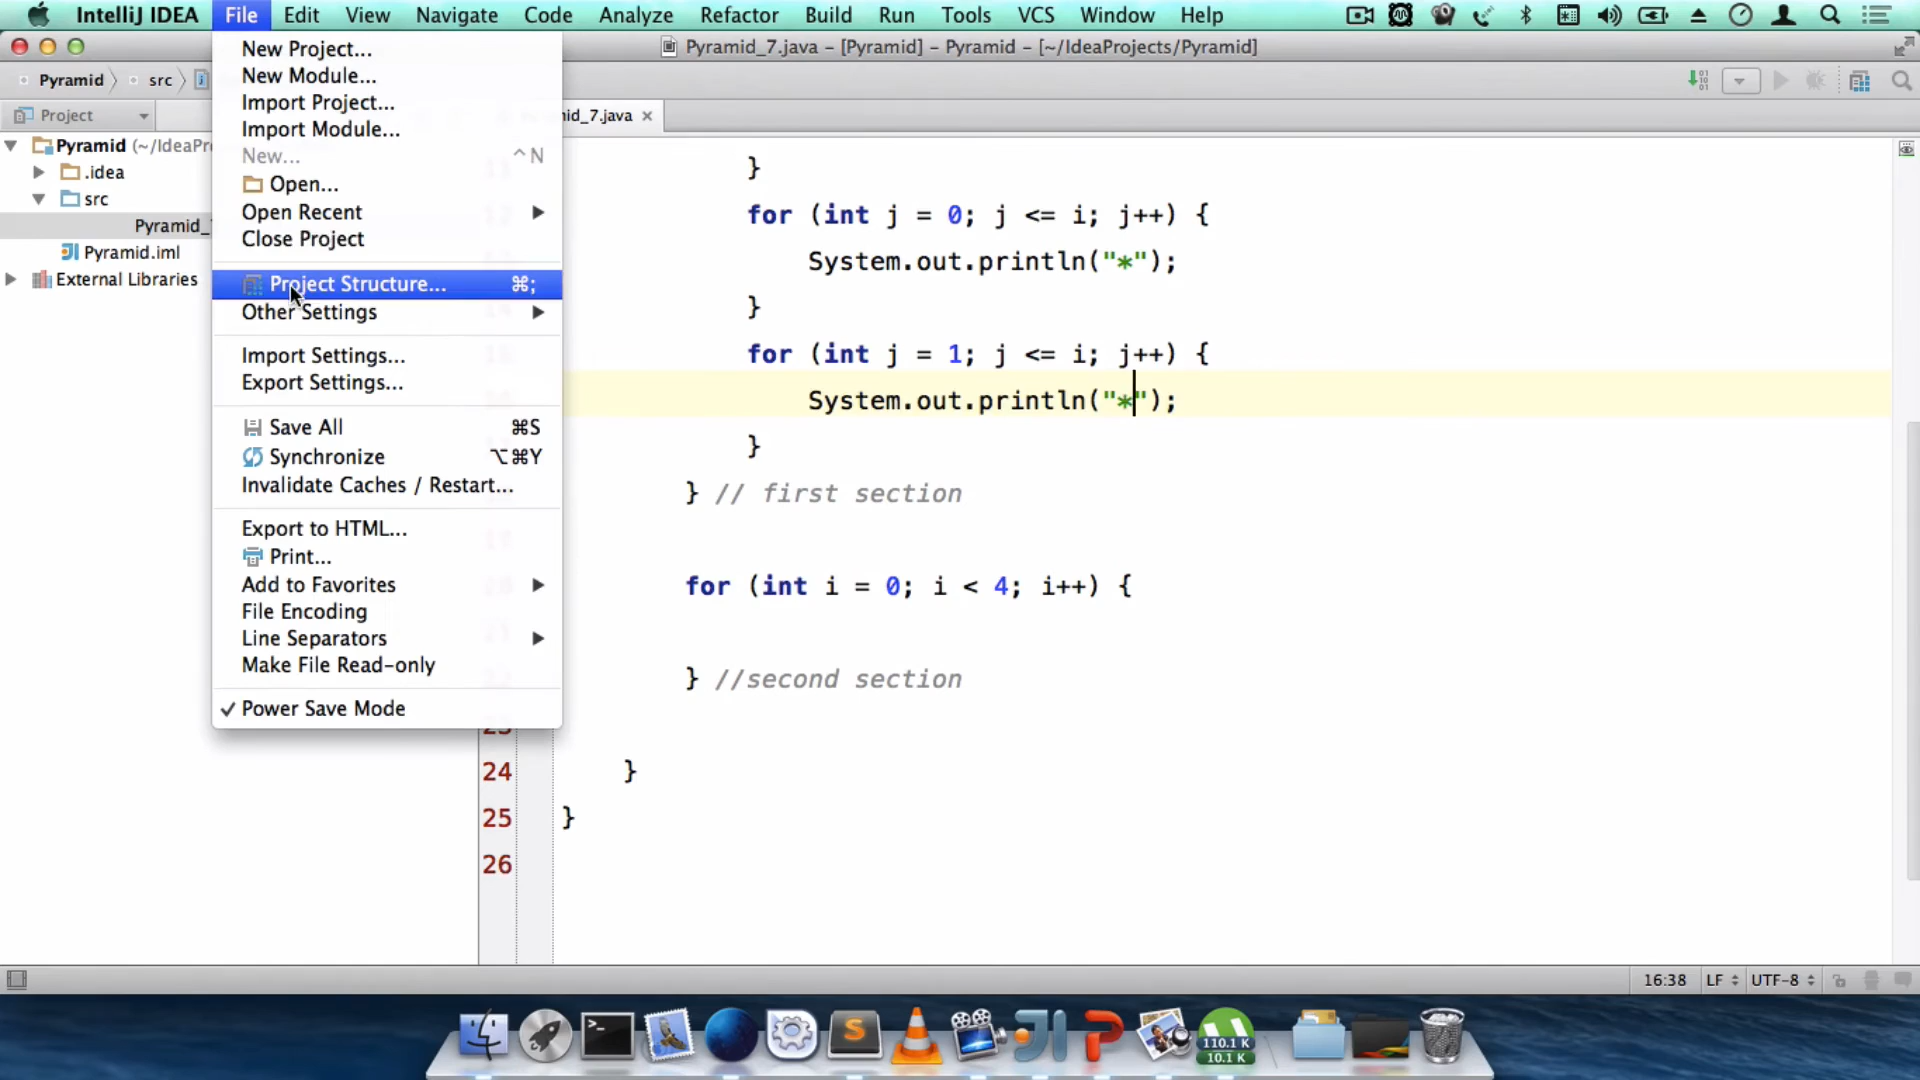 IntelliJ IDEA File Edit View Navigate Code Analyze Refactor Build Run Tools VCS Window Help
Pyramid_7.java – [Pyramid] – Pyramid – [~/IdeaProjects/Pyramid]
Pyramid src
Project
id_7.java
Pyramid (~/IdeaPr
.idea
src
Pyramid_
Pyramid.iml
External Libraries
New Project...
New Module...
Import Project...
Import Module...
New... ^ N
Open...
Open Recent
Close Project
Project Structure... ⌘;
Other Settings
Import Settings...
Export Settings...
Save All ⌘S
Synchronize ⌥⌘Y
Invalidate Caches / Restart...
Export to HTML...
Print...
Add to Favorites
File Encoding
Line Separators
Make File Read-only
✓ Power Save Mode
}
for (int j = 0; j <= i; j++) {
System.out.println("*");
}
for (int j = 1; j <= i; j++) {
System.out.println("*");
}
} // first section
for (int i = 0; i < 4; i++) {
} //second section
24 }
25 }
26
16:38 LF UTF-8
110.1 K
10.1 K